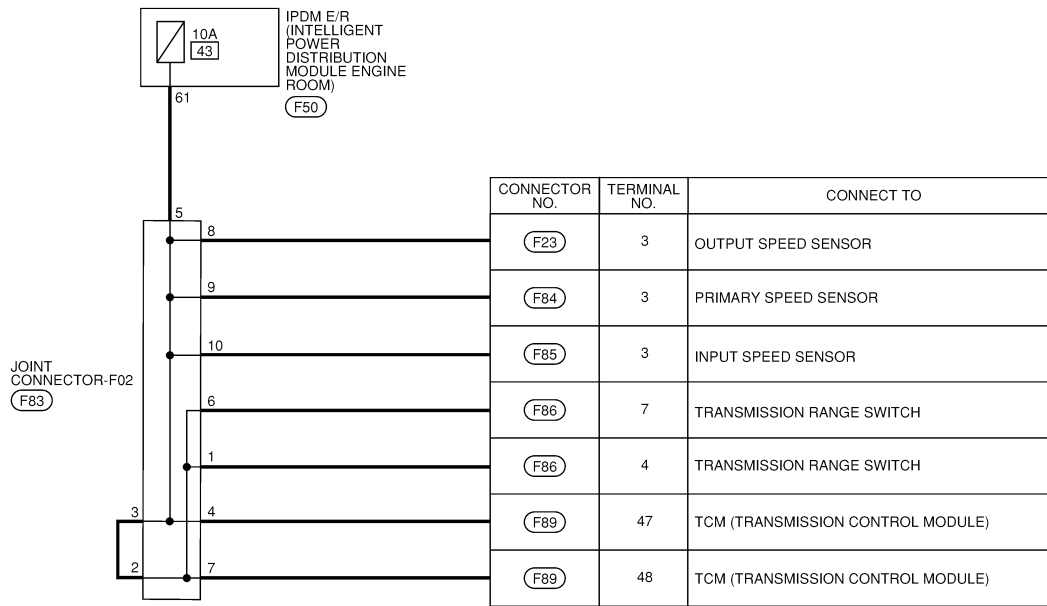 10A
43
IPDM E/R
(INTELLIGENT
POWER
DISTRIBUTION
MODULE ENGINE
ROOM)
F50
61
5
CONNECTOR NO. TERMINAL NO. CONNECT TO
8 F23 3 OUTPUT SPEED SENSOR
9 F84 3 PRIMARY SPEED SENSOR
10 F85 3 INPUT SPEED SENSOR
JOINT
CONNECTOR-F02
F83
6 F86 7 TRANSMISSION RANGE SWITCH
1 F86 4 TRANSMISSION RANGE SWITCH
3 4 F89 47 TCM (TRANSMISSION CONTROL MODULE)
2 7 F89 48 TCM (TRANSMISSION CONTROL MODULE)